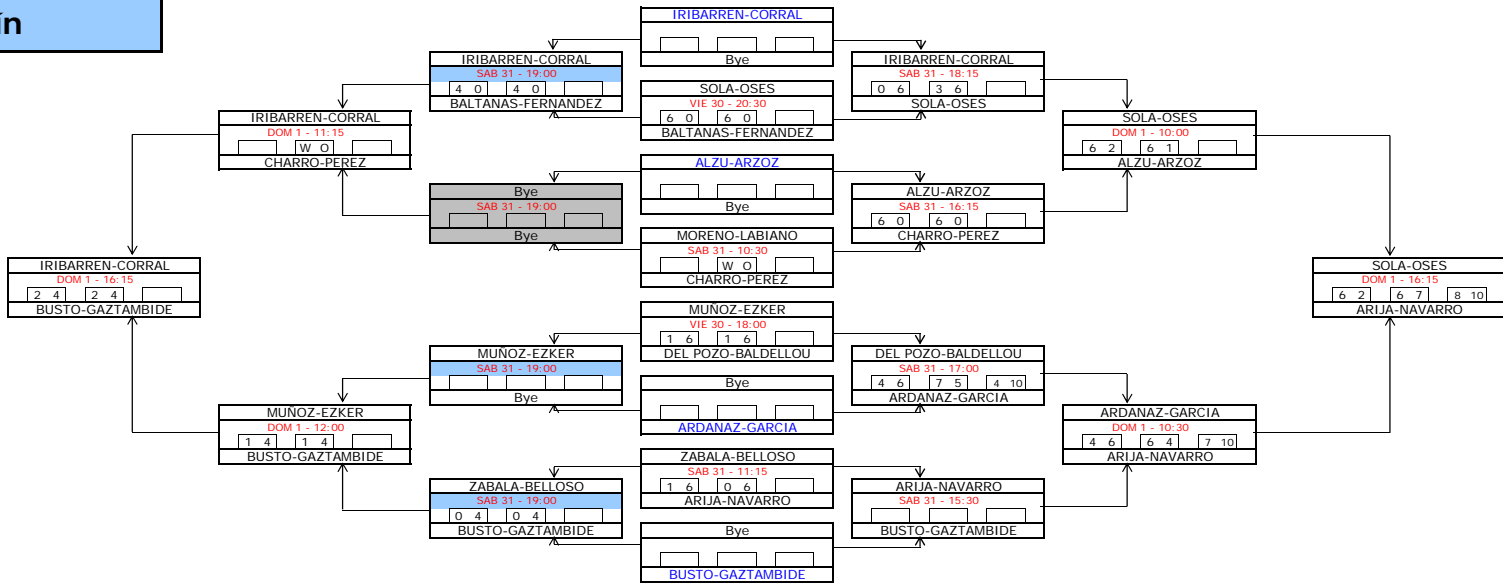 ín
IRIBARREN-CORRAL
Bye
SOLA-OSES
VIE 30 - 20:30
6 0 6 0
BALTANAS-FERNANDEZ
ALZU-ARZOZ
Bye
MORENO-LABIANO
SAB 31 - 10:30
W O
CHARRO-PEREZ
MUÑOZ-EZKER
VIE 30 - 18:00
1 6 1 6
DEL POZO-BALDELLOU
Bye
ARDANAZ-GARCIA
ZABALA-BELLOSO
SAB 31 - 11:15
1 6 0 6
ARIJA-NAVARRO
Bye
BUSTO-GAZTAMBIDE
IRIBARREN-CORRAL
SAB 31 - 19:00
4 0 4 0
BALTANAS-FERNANDEZ
Bye
SAB 31 - 19:00
Bye
MUÑOZ-EZKER
SAB 31 - 19:00
Bye
ZABALA-BELLOSO
SAB 31 - 19:00
0 4 0 4
BUSTO-GAZTAMBIDE
IRIBARREN-CORRAL
DOM 1 - 11:15
W O
CHARRO-PEREZ
MUÑOZ-EZKER
DOM 1 - 12:00
1 4 1 4
BUSTO-GAZTAMBIDE
IRIBARREN-CORRAL
DOM 1 - 16:15
2 4 2 4
BUSTO-GAZTAMBIDE
IRIBARREN-CORRAL
SAB 31 - 18:15
0 6 3 6
SOLA-OSES
ALZU-ARZOZ
SAB 31 - 16:15
6 0 6 0
CHARRO-PEREZ
DEL POZO-BALDELLOU
SAB 31 - 17:00
4 6 7 5 4 10
ARDANAZ-GARCIA
ARIJA-NAVARRO
SAB 31 - 15:30
BUSTO-GAZTAMBIDE
SOLA-OSES
DOM 1 - 10:00
6 2 6 1
ALZU-ARZOZ
ARDANAZ-GARCIA
DOM 1 - 10:30
4 6 6 4 7 10
ARIJA-NAVARRO
SOLA-OSES
DOM 1 - 16:15
6 2 6 7 8 10
ARIJA-NAVARRO